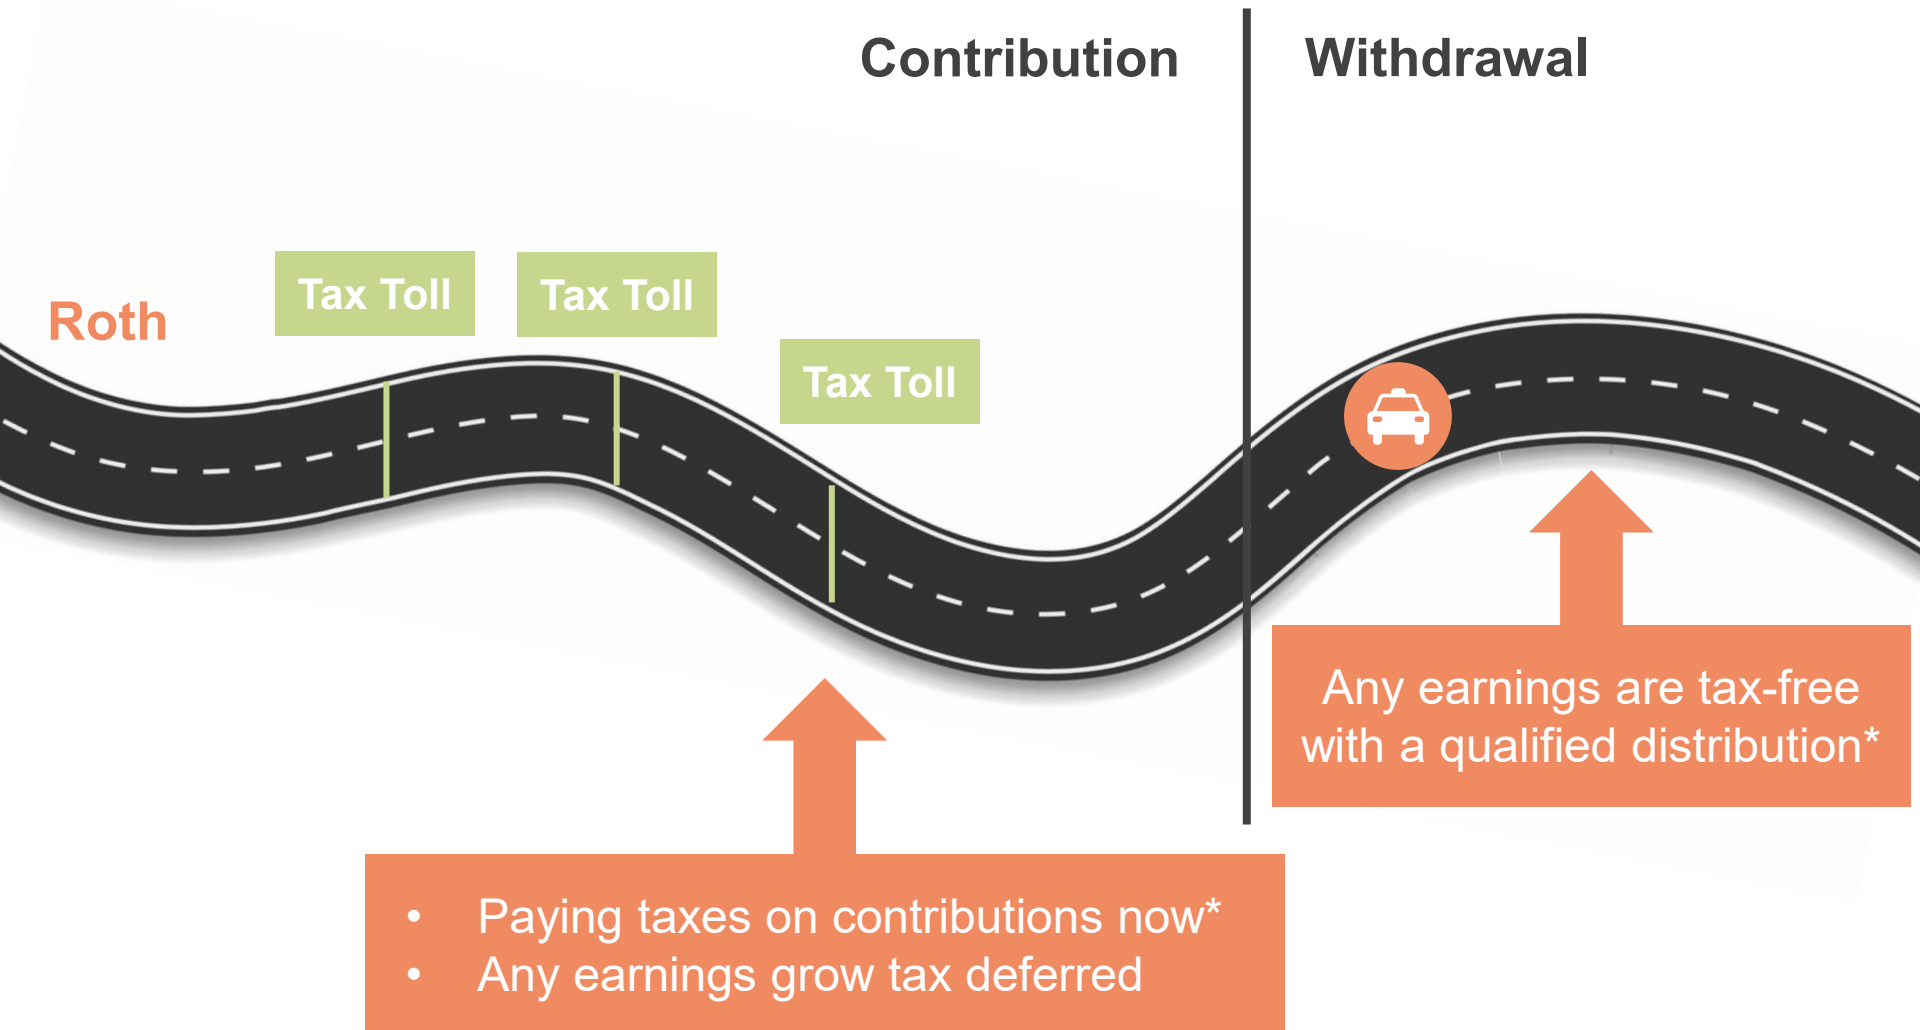 Contribution
Withdrawal
Roth
Tax Toll
Tax Toll
Tax Toll
Any earnings are tax-free
with a qualified distribution*
• Paying taxes on contributions now*
• Any earnings grow tax deferred